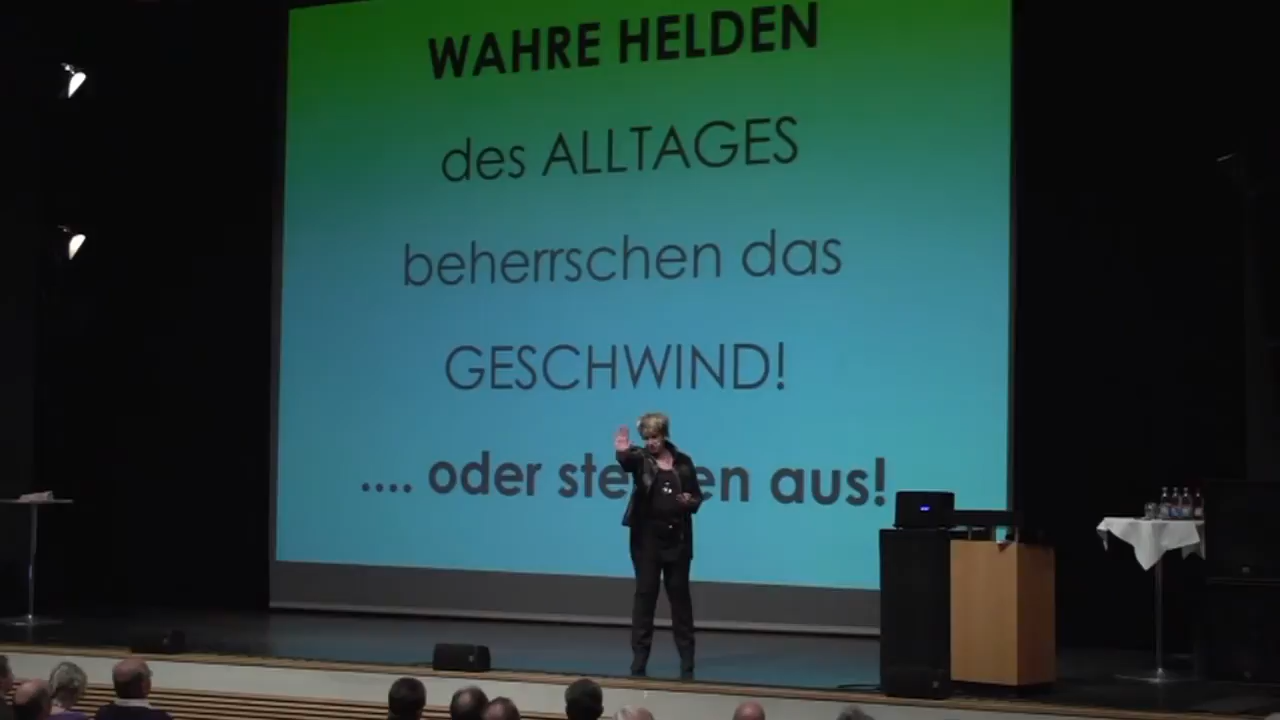 WAHRE HELDEN
des ALLTAGES
beherrschen das
GESCHWIND!
.... oder aus!